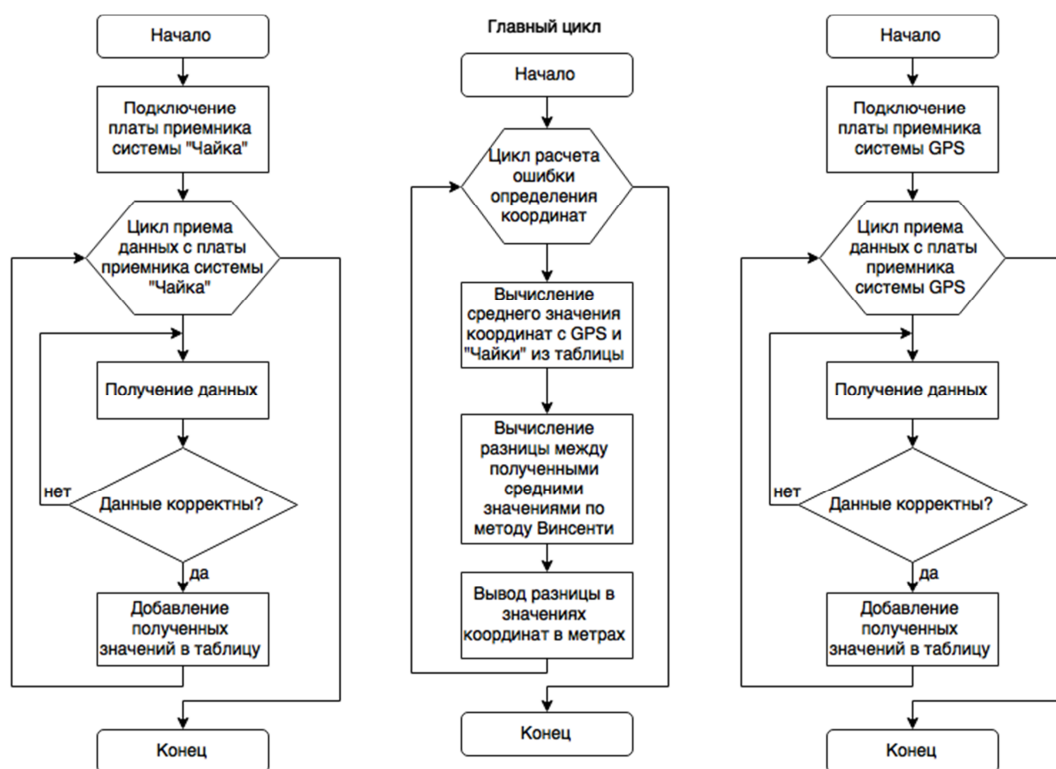 Начало
Подключение
платы приемника
системы "Чайка"
Цикл приема
данных с платы
приемника системы
"Чайка"
Получение данных
нет
Данные корректны?
да
Добавление
полученных
значений в таблицу
Конец
Главный цикл
Начало
Цикл расчета
ошибки
определения
координат
Вычисление
среднего значения
координат с GPS и
"Чайки" из таблицы
Вычисление
разницы между
полученными
средними
значениями по
методу Винсенти
Вывод разницы в
значениях
координат в метрах
Конец
Начало
Подключение
платы приемника
системы GPS
Цикл приема
данных с платы
приемника
системы GPS
Получение данных
нет
Данные корректны?
да
Добавление
полученных
значений в таблицу
Конец